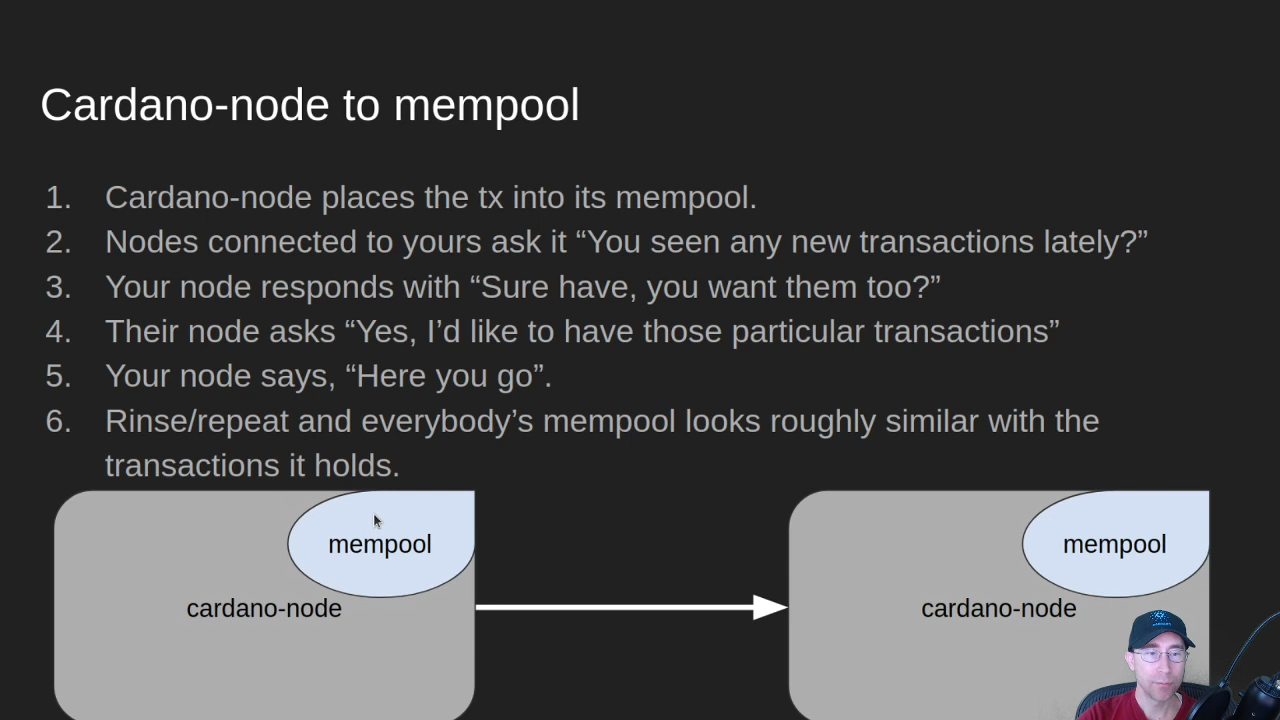 Cardano-node to mempool
1. Cardano-node places the tx into its mempool.
2. Nodes connected to yours ask it “You seen any new transactions lately?”
3. Your node responds with “Sure have, you want them too?”
4. Their node asks “Yes, I’d like to have those particular transactions”
5. Your node says, “Here you go”.
6. Rinse/repeat and everybody’s mempool looks roughly similar with the
transactions it holds.
mempool
cardano-node
mempool
cardano-node